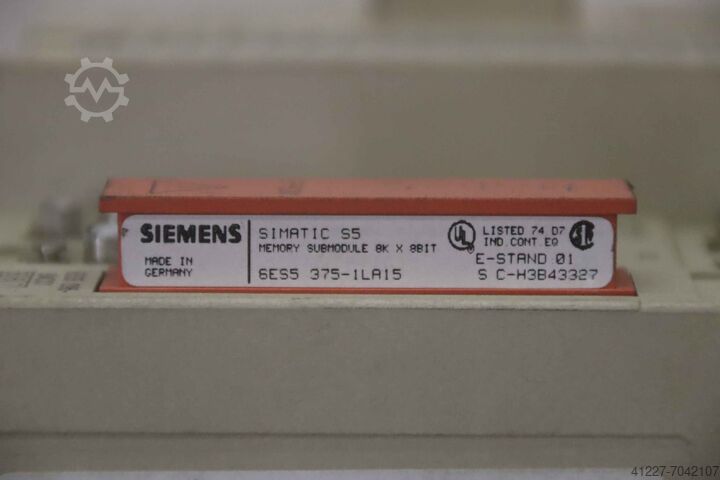 SIEMENS
MADE IN
GERMANY
SIMATIC S5
MEMORY SUBMODULE 8K X 8BIT
6ES5 375-1LA15
UL
LISTED 74 D7
IND.CONT.EQ
E-STAND 01
S C-H3B43327
41227-7042107